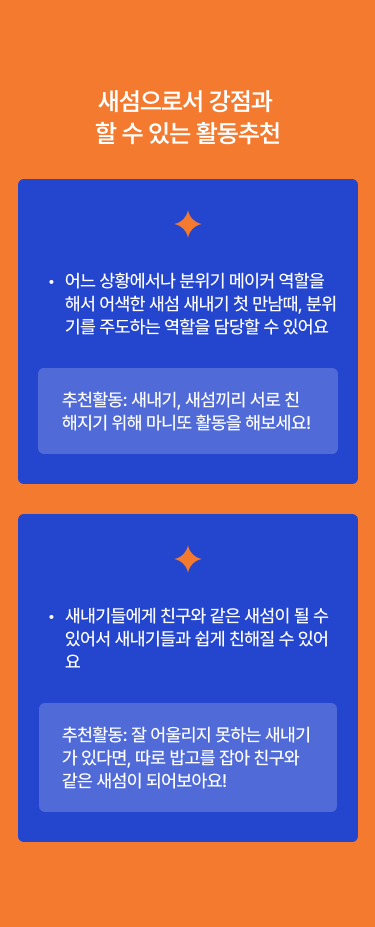 새섬으로서 강점과
할 수 있는 활동추천
• 어느 상황에서나 분위기 메이커 역할을
해서 어색한 새섬 새내기 첫 만남때, 분위
기를 주도하는 역할을 담당할 수 있어요
추천활동: 새내기, 새섬끼리 서로 친
해지기 위해 마니또 활동을 해보세요!
• 새내기들에게 친구와 같은 새섬이 될 수
있어서 새내기들과 쉽게 친해질 수 있어
요
추천활동: 잘 어울리지 못하는 새내기
가 있다면, 따로 밥고를 잡아 친구와
같은 새섬이 되어보아요!